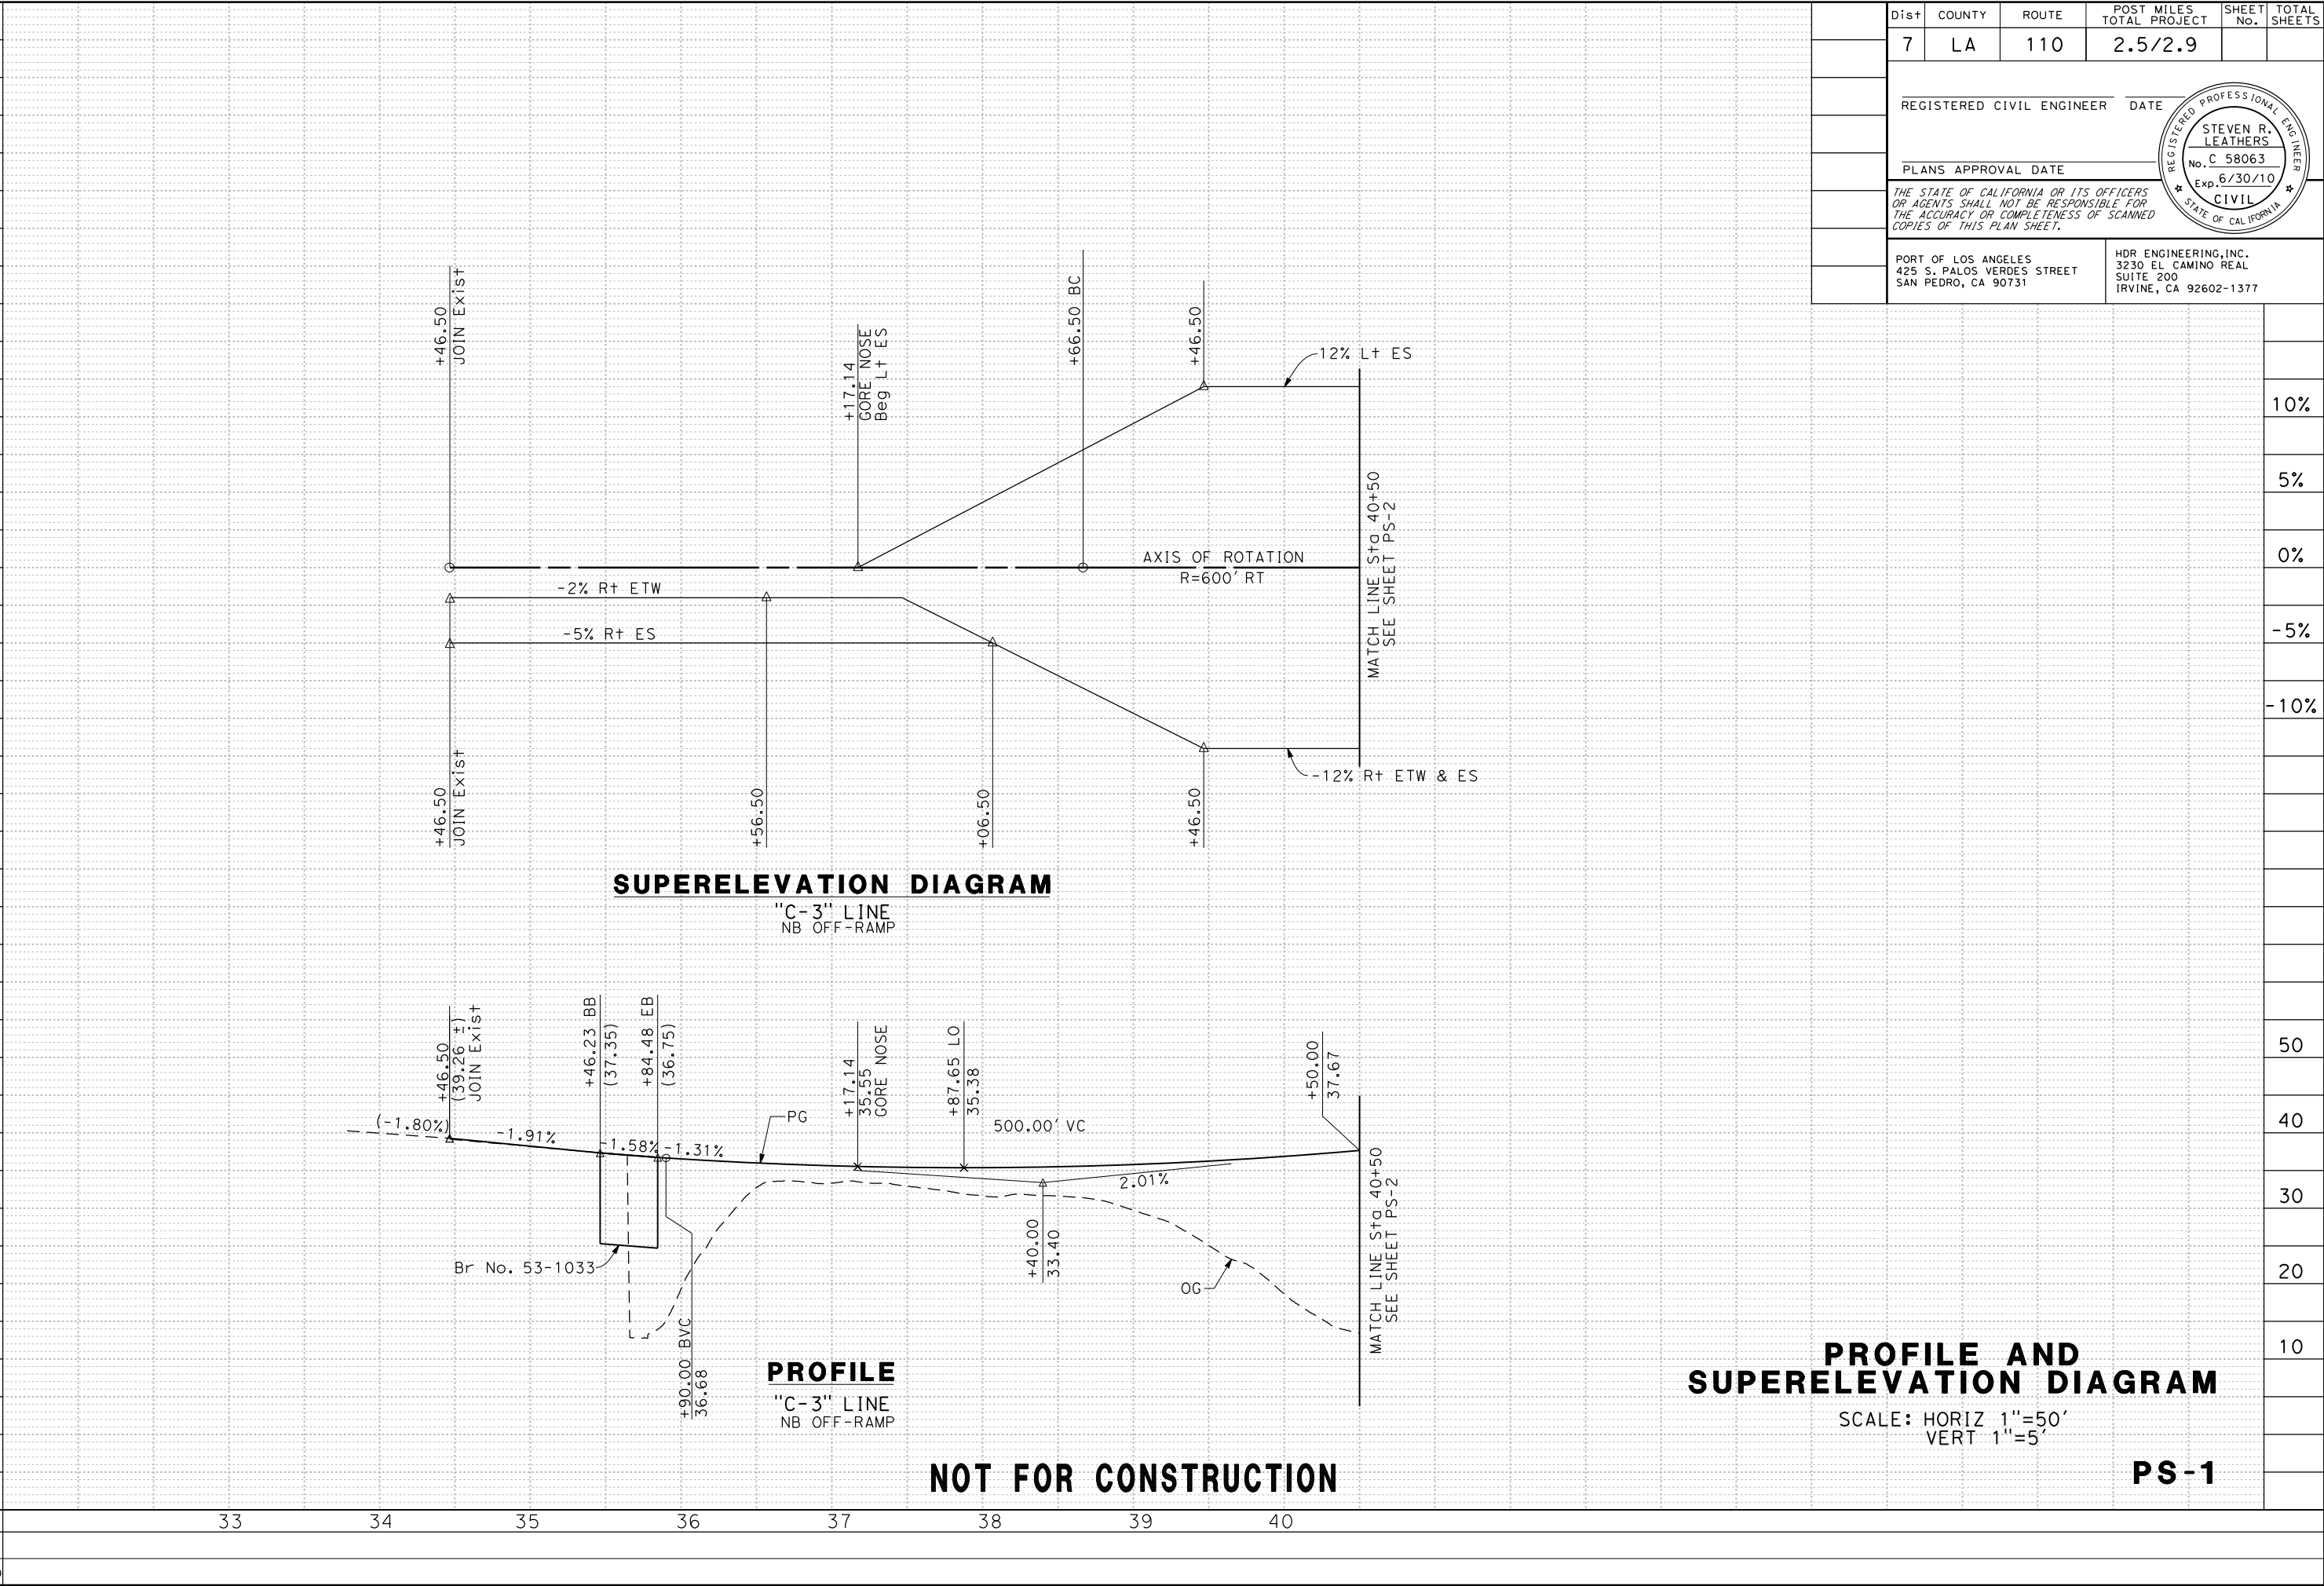 Dist COUNTY ROUTE POST MILES TOTAL PROJECT SHEET No. TOTAL SHEETS
7 LA 110 2.5/2.9
REGISTERED CIVIL ENGINEER DATE
PLANS APPROVAL DATE
REGISTERED PROFESSIONAL ENGINEER
STEVEN R.
LEATHERS
No. C 58063
Exp. 6/30/10
CIVIL
STATE OF CALIFORNIA
THE STATE OF CALIFORNIA OR ITS OFFICERS
OR AGENTS SHALL NOT BE RESPONSIBLE FOR
THE ACCURACY OR COMPLETENESS OF SCANNED
COPIES OF THIS PLAN SHEET.
PORT OF LOS ANGELES
425 S. PALOS VERDES STREET
SAN PEDRO, CA 90731
HDR ENGINEERING,INC.
3230 EL CAMINO REAL
SUITE 200
IRVINE, CA 92602-1377
+46.50
JOIN Exist
+17.14
GORE NOSE
Beg Lt ES
+66.50 BC
+46.50
12% Lt ES
10%
5%
0%
-5%
-10%
AXIS OF ROTATION
R=600' RT
-2% Rt ETW
-5% Rt ES
MATCH LINE Sta 40+50
SEE SHEET PS-2
-12% Rt ETW & ES
+46.50
JOIN Exist
+56.50
+06.50
+46.50
SUPERELEVATION DIAGRAM
"C-3" LINE
NB OFF-RAMP
+46.50
(39.26 ±)
JOIN Exist
+46.23 BB
(37.35)
+84.48 EB
(36.75)
+17.14
35.55
GORE NOSE
+87.65 LO
35.38
500.00' VC
+50.00
37.67
50
40
30
20
10
(-1.80%)
-1.91%
-1.58%
-1.31%
PG
2.01%
+40.00
33.40
Br No. 53-1033
OG
+90.00 BVC
36.68
MATCH LINE Sta 40+50
SEE SHEET PS-2
PROFILE
"C-3" LINE
NB OFF-RAMP
NOT FOR CONSTRUCTION
PROFILE AND
SUPERELEVATION DIAGRAM
SCALE: HORIZ 1"=50'
VERT 1"=5'
PS-1
33 34 35 36 37 38 39 40